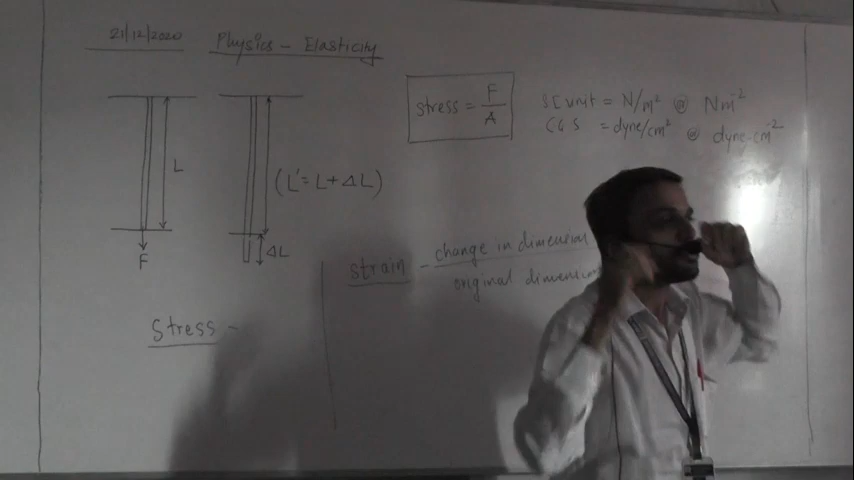 21/12/2020 Physics - Elasticity
stress = F/A
SI unit = N/m² @ Nm⁻²
CGS = dyne/cm² @ dyne-cm⁻²
L
(L' = L + ΔL)
F
ΔL
strain - change in dimension
original dimension
Stress -